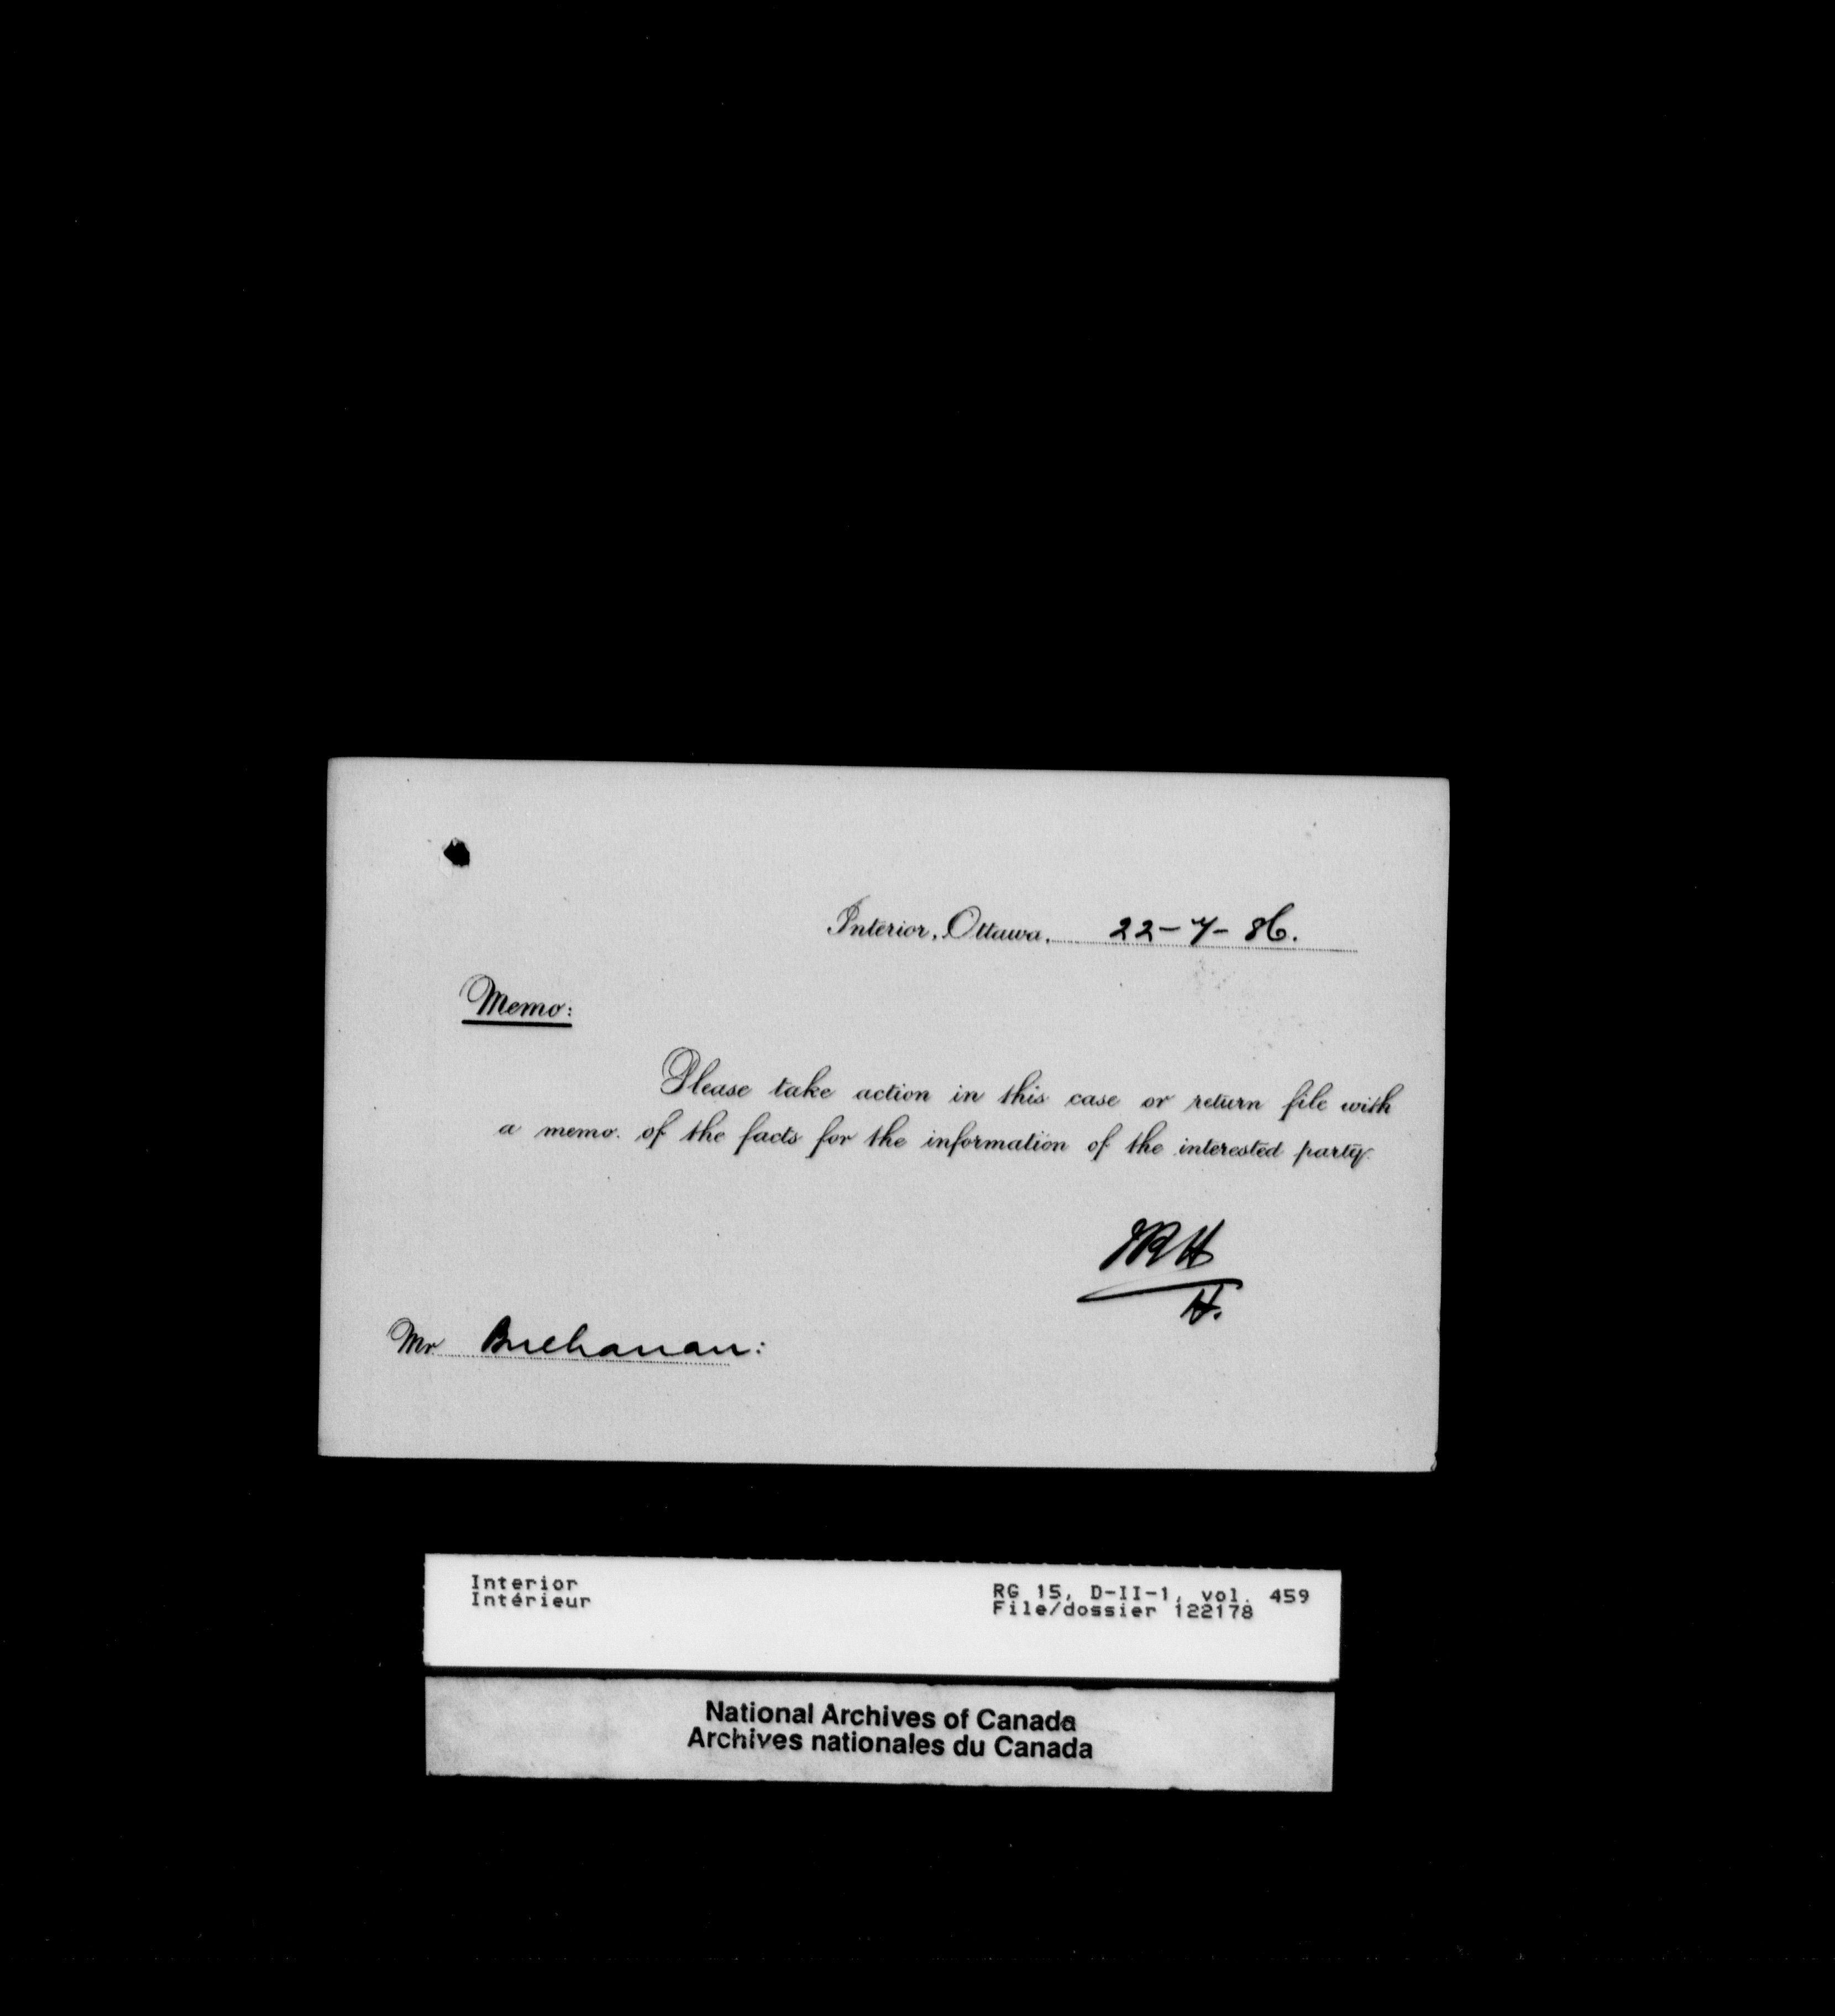 Interior, Ottawa, 22-7-86.
Memo:
Please take action in this case or return file with
a memo. of the facts for the information of the interested party.
H.
Mr Buchanan:
Interior
Intérieur
RG 15, D-II-1, vol. 459
File/dossier 122178
National Archives of Canada
Archives nationales du Canada